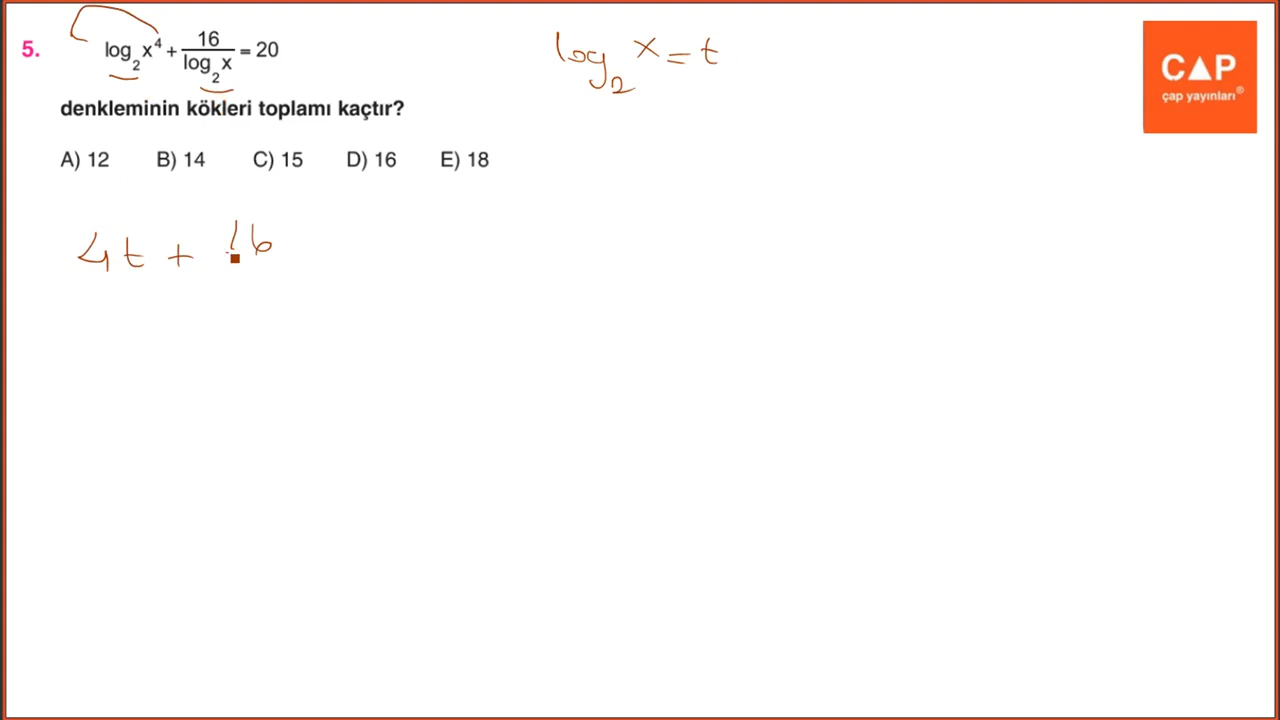 5. log₂x⁴ + 16/log₂x = 20
log₂ x = t
denkleminin kökleri toplamı kaçtır?
A) 12 B) 14 C) 15 D) 16 E) 18
4t + 16
CAP
çap yayınları®